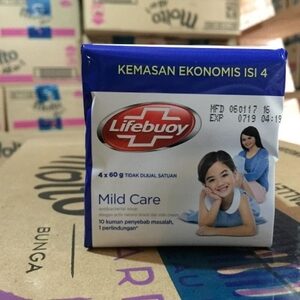 KEMASAN EKONOMIS ISI 4
MFD 060117 16
EXP 0719 04:19
Lifebuoy
4 x 60 g TIDAK DIJUAL SATUAN
Mild Care
10 kuman penyebab masalah,
1 perlindungan*
Molto
BUNGA